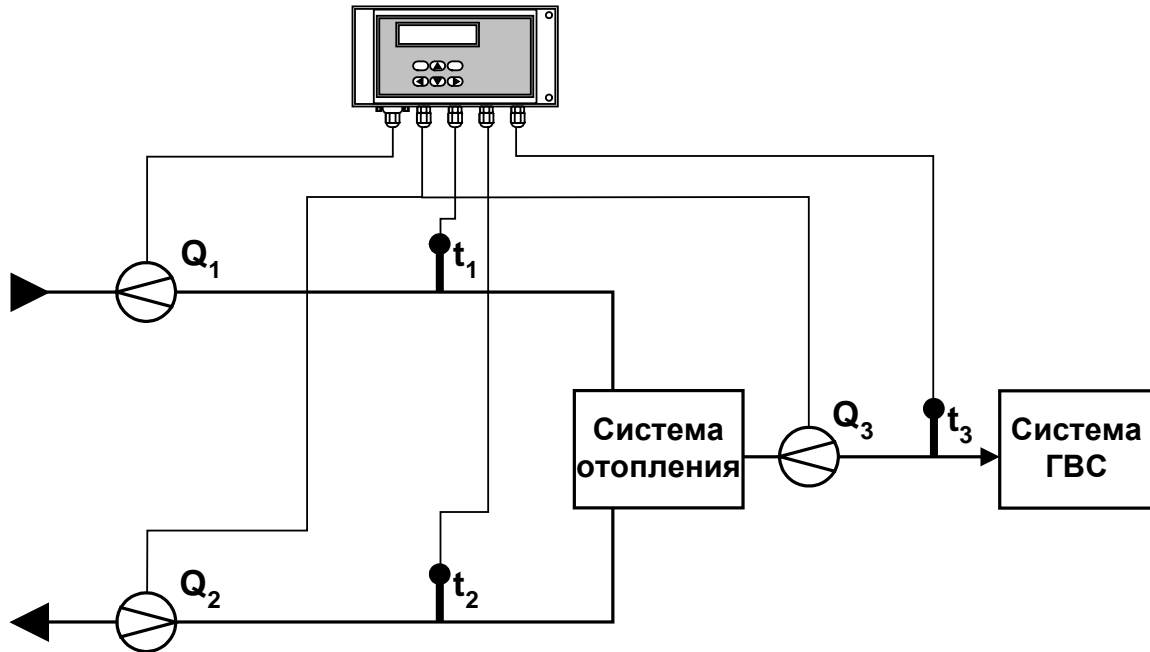 Q1
t1
Система
отопления
Q3
t3
Система
ГВС
Q2
t2